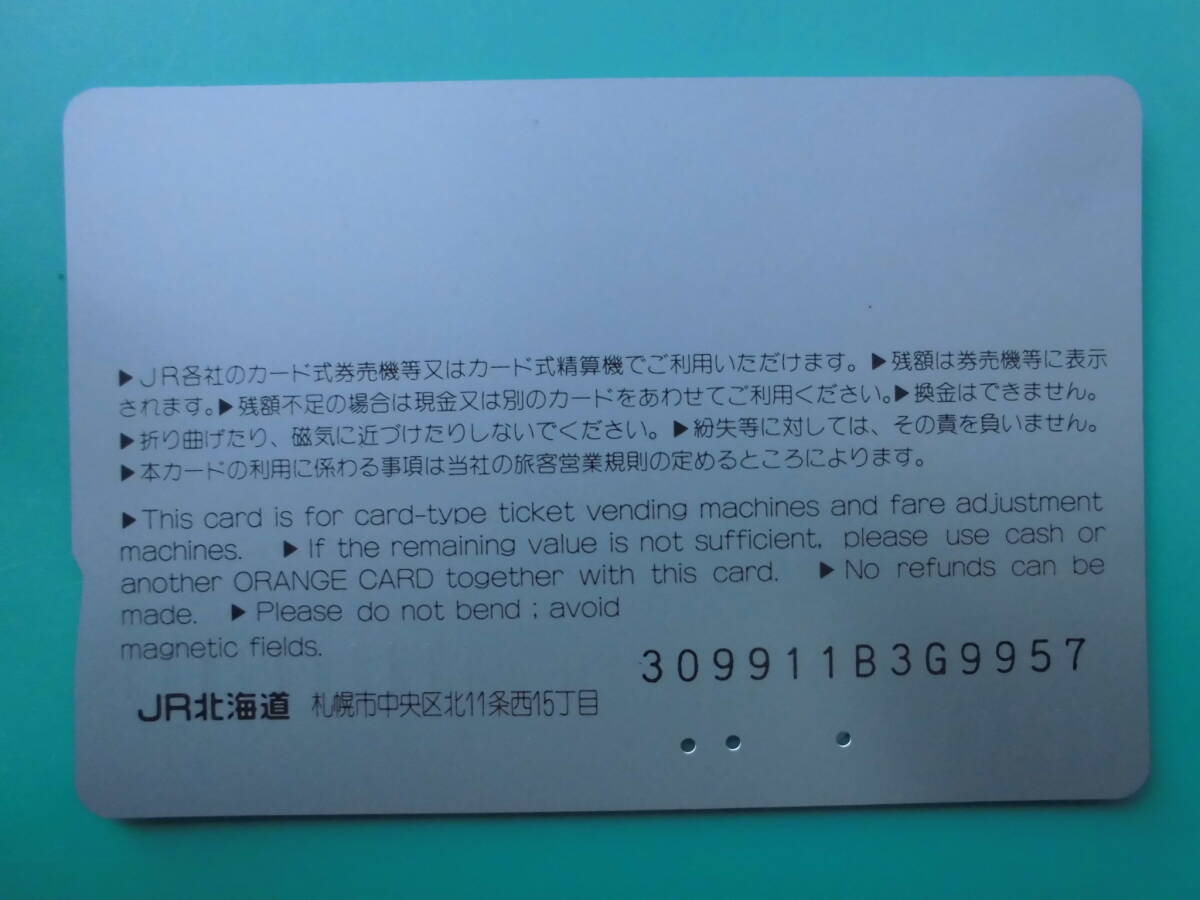 ▶JR各社のカード式券売機等又はカード式精算機でご利用いただけます。▶残額は券売機等に表示
されます。▶残額不足の場合は現金又は別のカードをあわせてご利用ください。▶換金はできません。
▶折り曲げたり、磁気に近づけたりしないでください。▶紛失等に対しては、その責を負いません。
▶本カードの利用に係わる事項は当社の旅客営業規則の定めるところによります。
▶This card is for card-type ticket vending machines and fare adjustment
machines. ▶If the remaining value is not sufficient, please use cash or
another ORANGE CARD together with this card. ▶No refunds can be
made. ▶Please do not bend ; avoid
magnetic fields.
309911B3G9957
JR北海道 札幌市中央区北11条西15丁目